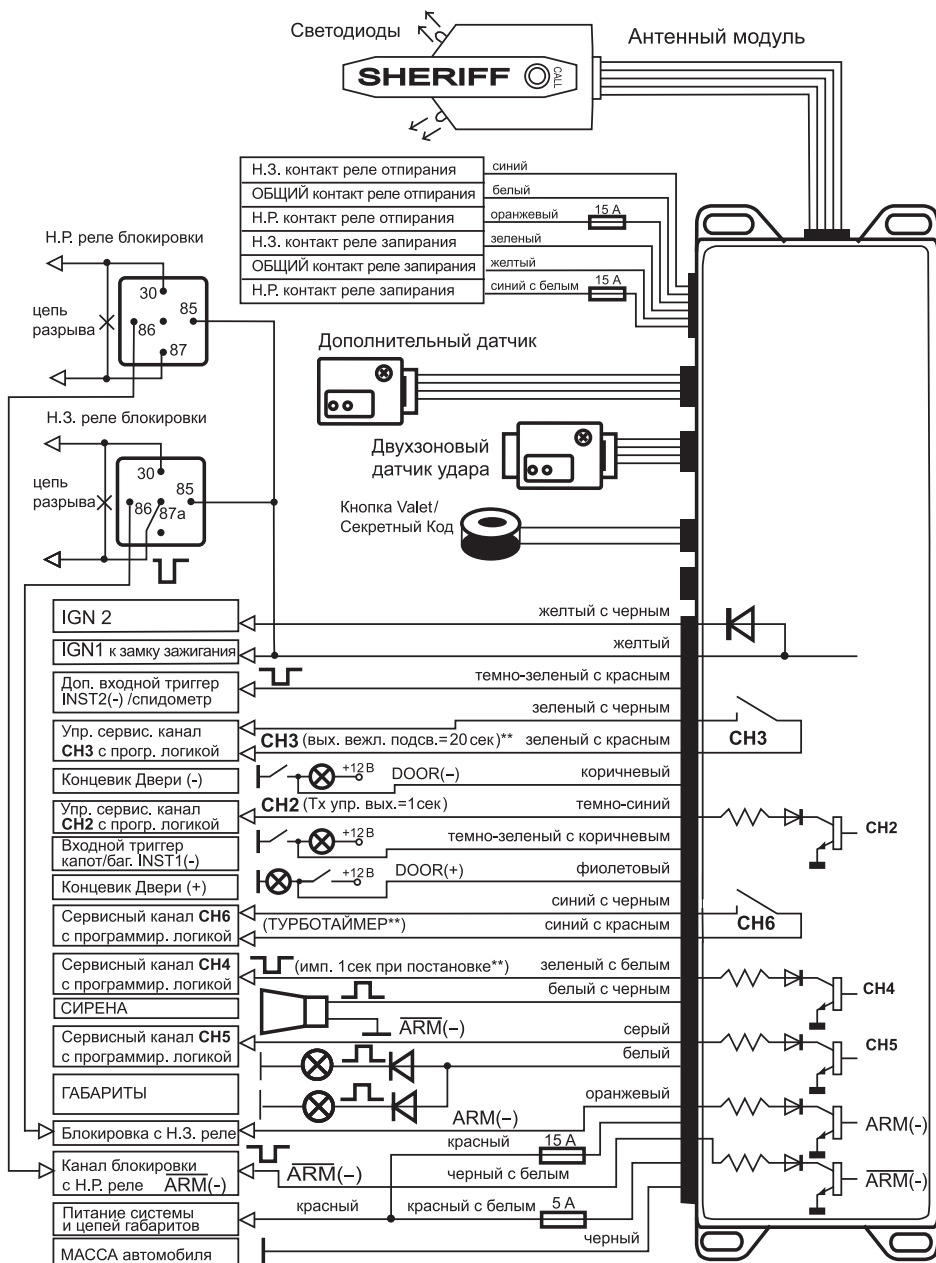 Светодиоды
Антенный модуль
SHERIFF
CALL
Н.З. контакт реле отпирания
синий
ОБЩИЙ контакт реле отпирания
белый
Н.Р. контакт реле отпирания
оранжевый
15 А
Н.З. контакт реле запирания
зеленый
ОБЩИЙ контакт реле запирания
желтый
Н.Р. контакт реле запирания
синий с белым
15 А
Н.Р. реле блокировки
30
85
86
87
цепь
разрыва
Дополнительный датчик
Н.З. реле блокировки
30
85
86
87а
цепь
разрыва
Двухзоновый
датчик удара
Кнопка Valet/
Секретный Код
IGN 2
желтый с черным
IGN1 к замку зажигания
желтый
Доп. входной триггер
INST2(-) /спидометр
темно-зеленый с красным
зеленый с черным
Упр. сервис. канал
CH3 с прогр. логикой
CH3 (вых. вежл. подсв.=20 сек)**
зеленый с красным
CH3
Концевик Двери (-)
+12 В
DOOR(–)
коричневый
Упр. сервис. канал
CH2 с прогр. логикой
CH2 (Тх упр. вых.=1сек)
темно-синий
CH2
Входной триггер
капот/баг. INST1(-)
+12 В
темно-зеленый с коричневым
Концевик Двери (+)
+12 В
DOOR(+)
фиолетовый
синий с черным
Сервисный канал CH6
с программир. логикой
(ТУРБОТАЙМЕР**)
синий с красным
CH6
Сервисный канал CH4
с программир. логикой
(имп. 1сек при постановке**)
зеленый с белым
CH4
СИРЕНА
белый с черным
ARM(–)
Сервисный канал CH5
с программир. логикой
серый
CH5
белый
ГАБАРИТЫ
оранжевый
ARM(–)
ARM(-)
Блокировка с Н.З. реле
красный
15 А
Канал блокировки
с Н.Р. реле ARM(-)
ARM(–)
черный с белым
ARM(-)
Питание системы
и цепей габаритов
красный
красный с белым
5 А
МАССА автомобиля
черный